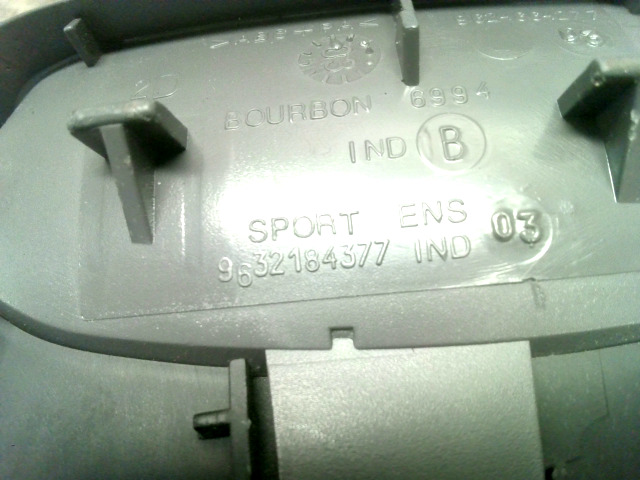 BOURBON 6994
IND B
SPORT ENS 03
9632184377 IND